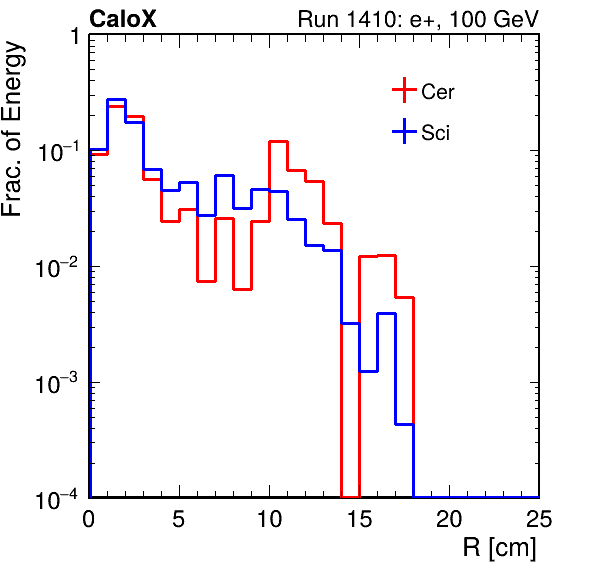 CaloX Run 1410: e+, 100 GeV
Frac. of Energy
1
10⁻¹
10⁻²
10⁻³
10⁻⁴
Cer
Sci
0 5 10 15 20 25
R [cm]